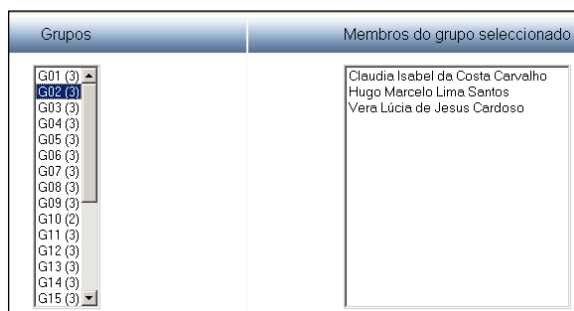 Grupos
Membros do grupo seleccionado
G01 (3)
G02 (3)
G03 (3)
G04 (3)
G05 (3)
G06 (3)
G07 (3)
G08 (3)
G09 (3)
G10 (2)
G11 (3)
G12 (3)
G13 (3)
G14 (3)
G15 (3)
Claudia Isabel da Costa Carvalho
Hugo Marcelo Lima Santos
Vera Lúcia de Jesus Cardoso